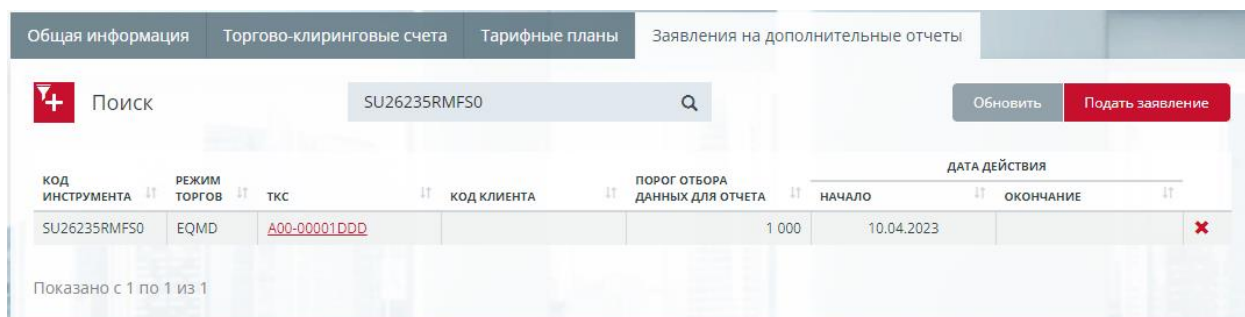 Общая информация Торгово-клиринговые счета Тарифные планы Заявления на дополнительные отчеты
Поиск SU26235RMFS0 Обновить Подать заявление
КОД ИНСТРУМЕНТА РЕЖИМ ТОРГОВ ТКС КОД КЛИЕНТА ПОРОГ ОТБОРА ДАННЫХ ДЛЯ ОТЧЕТА ДАТА ДЕЙСТВИЯ
НАЧАЛО ОКОНЧАНИЕ
SU26235RMFS0 EQMD A00-00001DDD 1 000 10.04.2023
Показано с 1 по 1 из 1